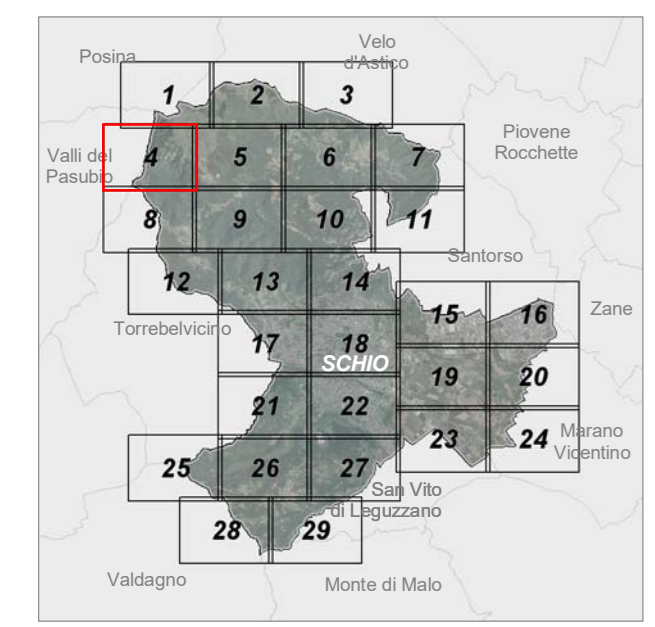 Velo
d'Astico
Posina
1
2
3
Piovene
Rocchette
Valli del
Pasubio
4
5
6
7
8
9
10
11
Santorso
12
13
14
15
16
Zane
Torrebelvicino
17
18
SCHIO
19
20
21
22
23
24
Marano
Vicentino
25
26
27
San Vito
di Leguzzano
28
29
Valdagno
Monte di Malo